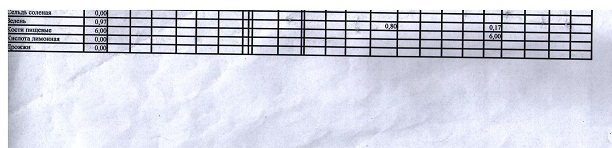 Сельдь соленая 0,00
Зелень 0,97 0,80 0,17
Кости пищевые 6,00 6,00
Кислота лимонная 0,00
Дрожжи 0,00